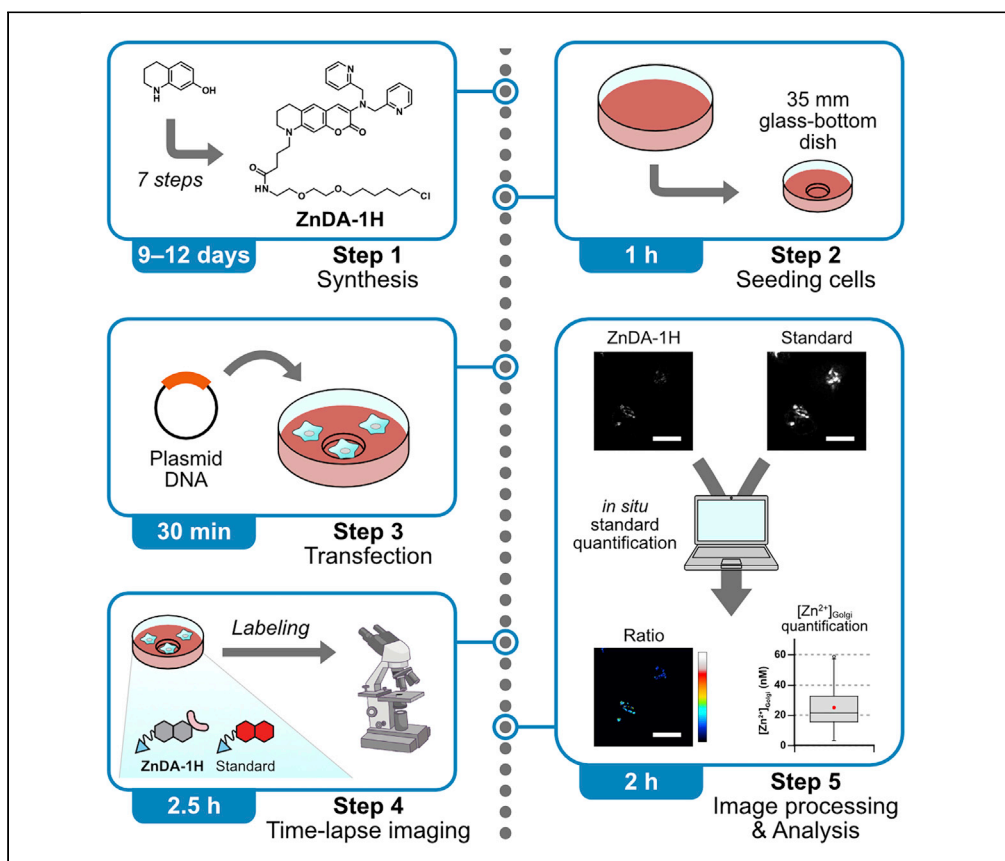 N
H
OH
7 steps
N
N
N
N
O
O
O
HN
O
O
Cl
ZnDA-1H
9–12 days
Step 1
Synthesis
35 mm
glass-bottom
dish
1 h
Step 2
Seeding cells
Plasmid
DNA
30 min
Step 3
Transfection
Labeling
ZnDA-1H
Standard
2.5 h
Step 4
Time-lapse imaging
ZnDA-1H
Standard
in situ
standard
quantification
Ratio
[Zn2+]Golgi
quantification
[Zn2+]Golgi (nM)
60
40
20
0
2 h
Step 5
Image processing
& Analysis